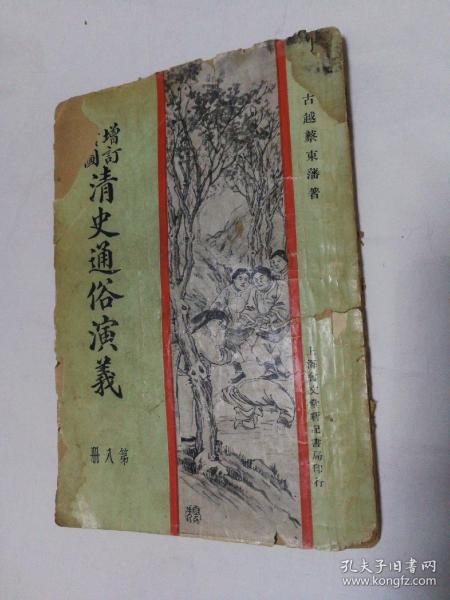 古越蔡東藩著
增訂
圖
清史通俗演義
第八冊
上海會文堂新記書局印行
孔夫子旧书网
www.kongfz.com